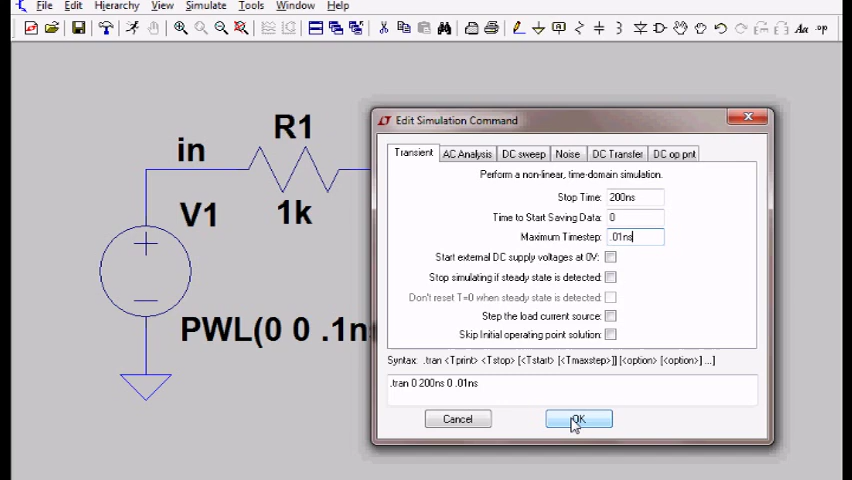 File Edit Hierarchy View Simulate Tools Window Help
Aa .op
R1
in
1k
V1
PWL(0 0 .1ns
Edit Simulation Command
Transient AC Analysis DC sweep Noise DC Transfer DC op pnt
Perform a non-linear, time-domain simulation.
Stop Time: 200ns
Time to Start Saving Data: 0
Maximum Timestep: .01ns
Start external DC supply voltages at 0V:
Stop simulating if steady state is detected:
Don't reset T=0 when steady state is detected:
Step the load current source:
Skip Initial operating point solution:
Syntax: .tran <Tprint> <Tstop> [<Tstart> [<Tmaxstep>]] [<option> [<option>] ...]
.tran 0 200ns 0 .01ns
Cancel OK